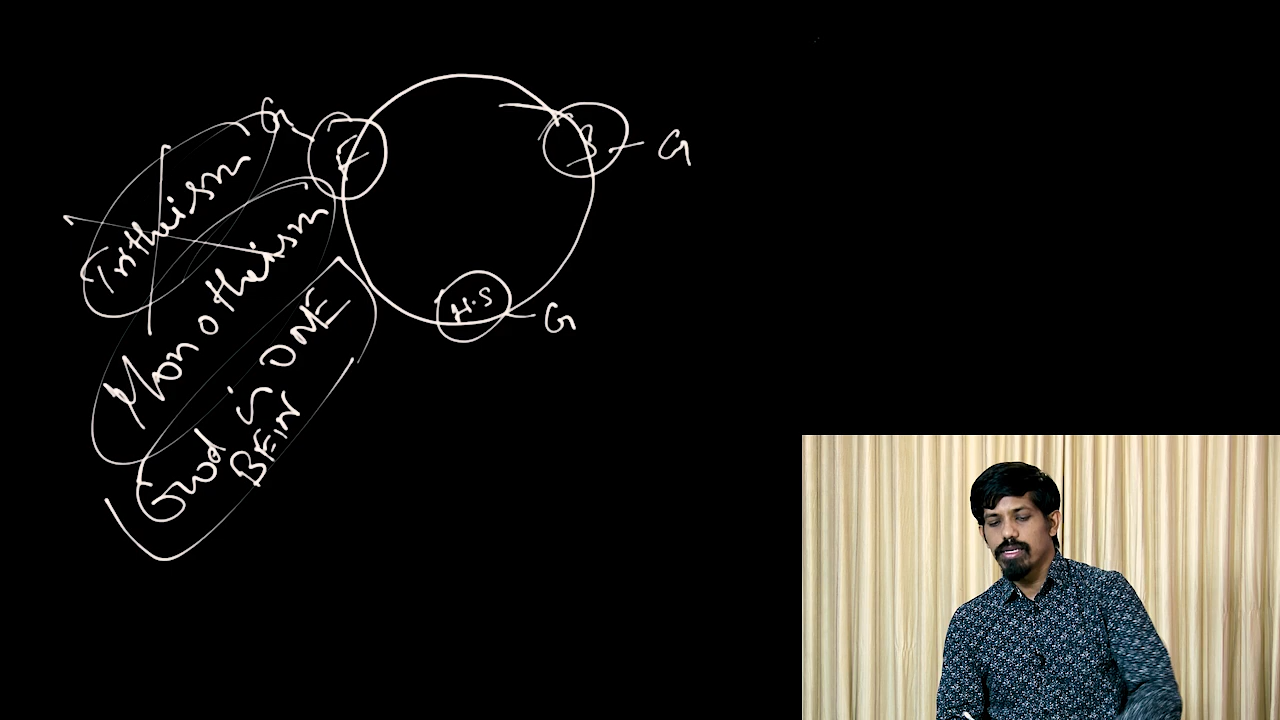 G
G
Tritheism
Monotheism
H.S
G
God is ONE
BEIN